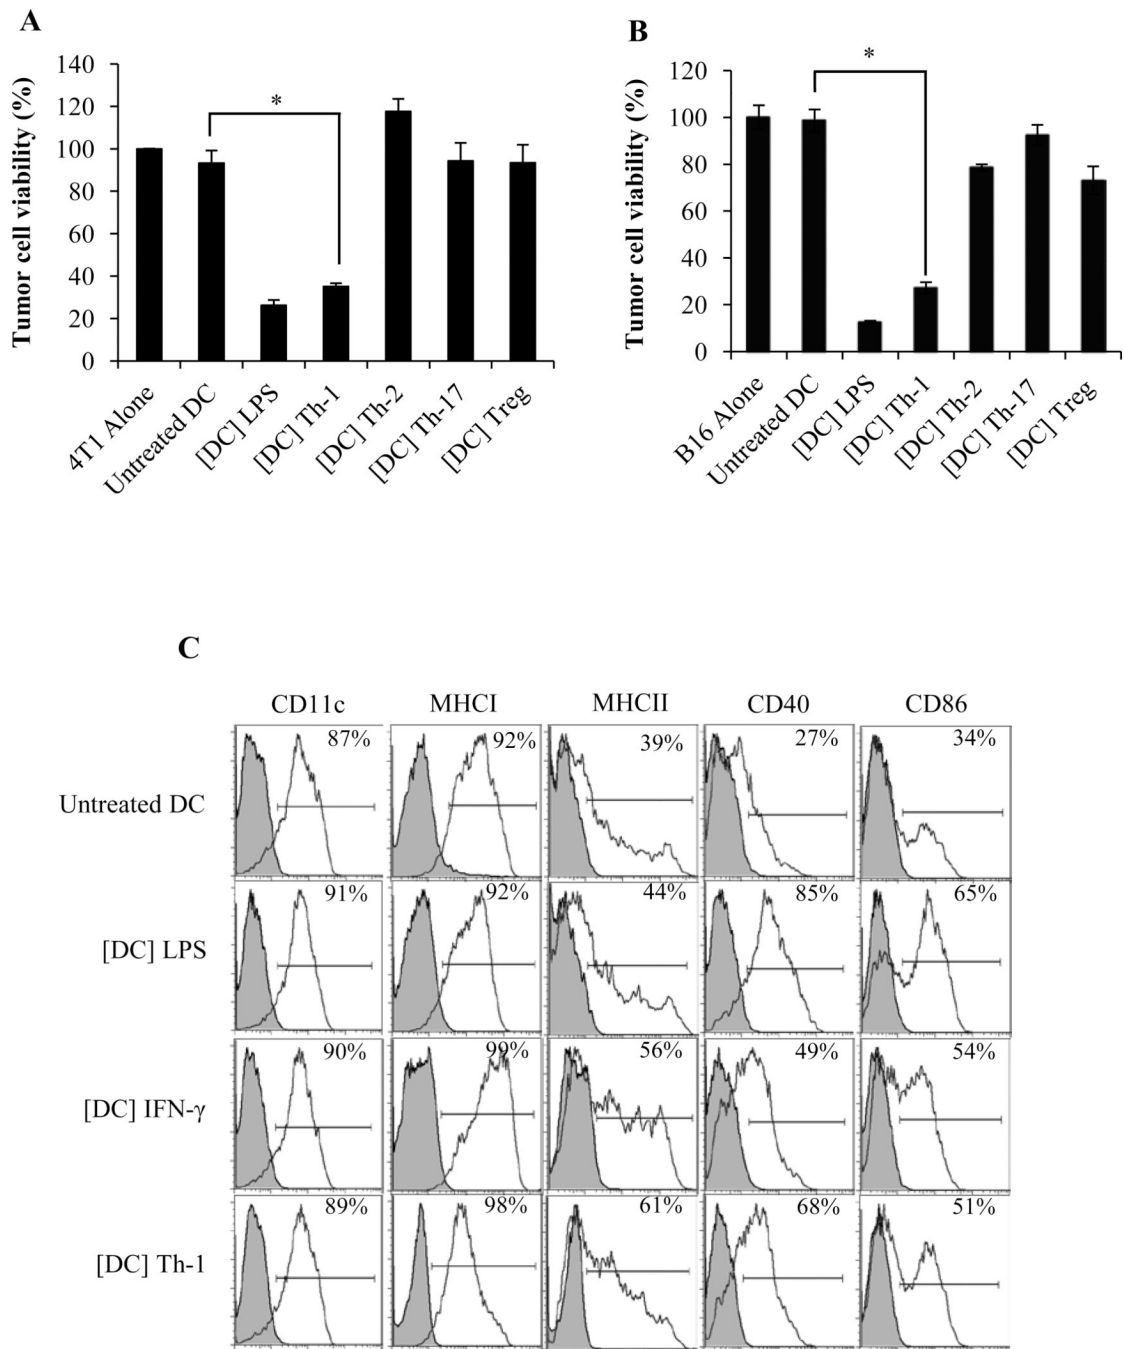 A
Tumor cell viability (%)
140
120
100
80
60
40
20
0
*
4T1 Alone
Untreated DC
[DC] LPS
[DC] Th-1
[DC] Th-2
[DC] Th-17
[DC] Treg
B
Tumor cell viability (%)
120
100
80
60
40
20
0
*
B16 Alone
Untreated DC
[DC] LPS
[DC] Th-1
[DC] Th-2
[DC] Th-17
[DC] Treg
C
CD11c MHCI MHCII CD40 CD86
Untreated DC 87% 92% 39% 27% 34%
[DC] LPS 91% 92% 44% 85% 65%
[DC] IFN-γ 90% 99% 56% 49% 54%
[DC] Th-1 89% 98% 61% 68% 51%